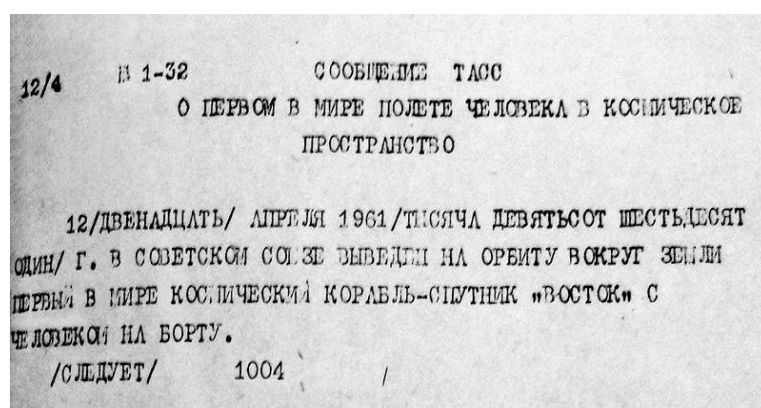 12/4 В 1-32 СООБЩЕНИЕ ТАСС
О ПЕРВОМ В МИРЕ ПОЛЕТЕ ЧЕЛОВЕКА В КОСМИЧЕСКОЕ
ПРОСТРАНСТВО
12/ДВЕНАДЦАТЬ/ АПРЕЛЯ 1961/ТЫСЯЧА ДЕВЯТЬСОТ ШЕСТЬДЕСЯТ
ОДИН/ Г. В СОВЕТСКОМ СОЮЗЕ ВЫВЕДЕН НА ОРБИТУ ВОКРУГ ЗЕМЛИ
ПЕРВЫЙ В МИРЕ КОСМИЧЕСКИЙ КОРАБЛЬ-СПУТНИК „ВОСТОК„ С
ЧЕЛОВЕКОМ НА БОРТУ.
/СЛЕДУЕТ/ 1004 /